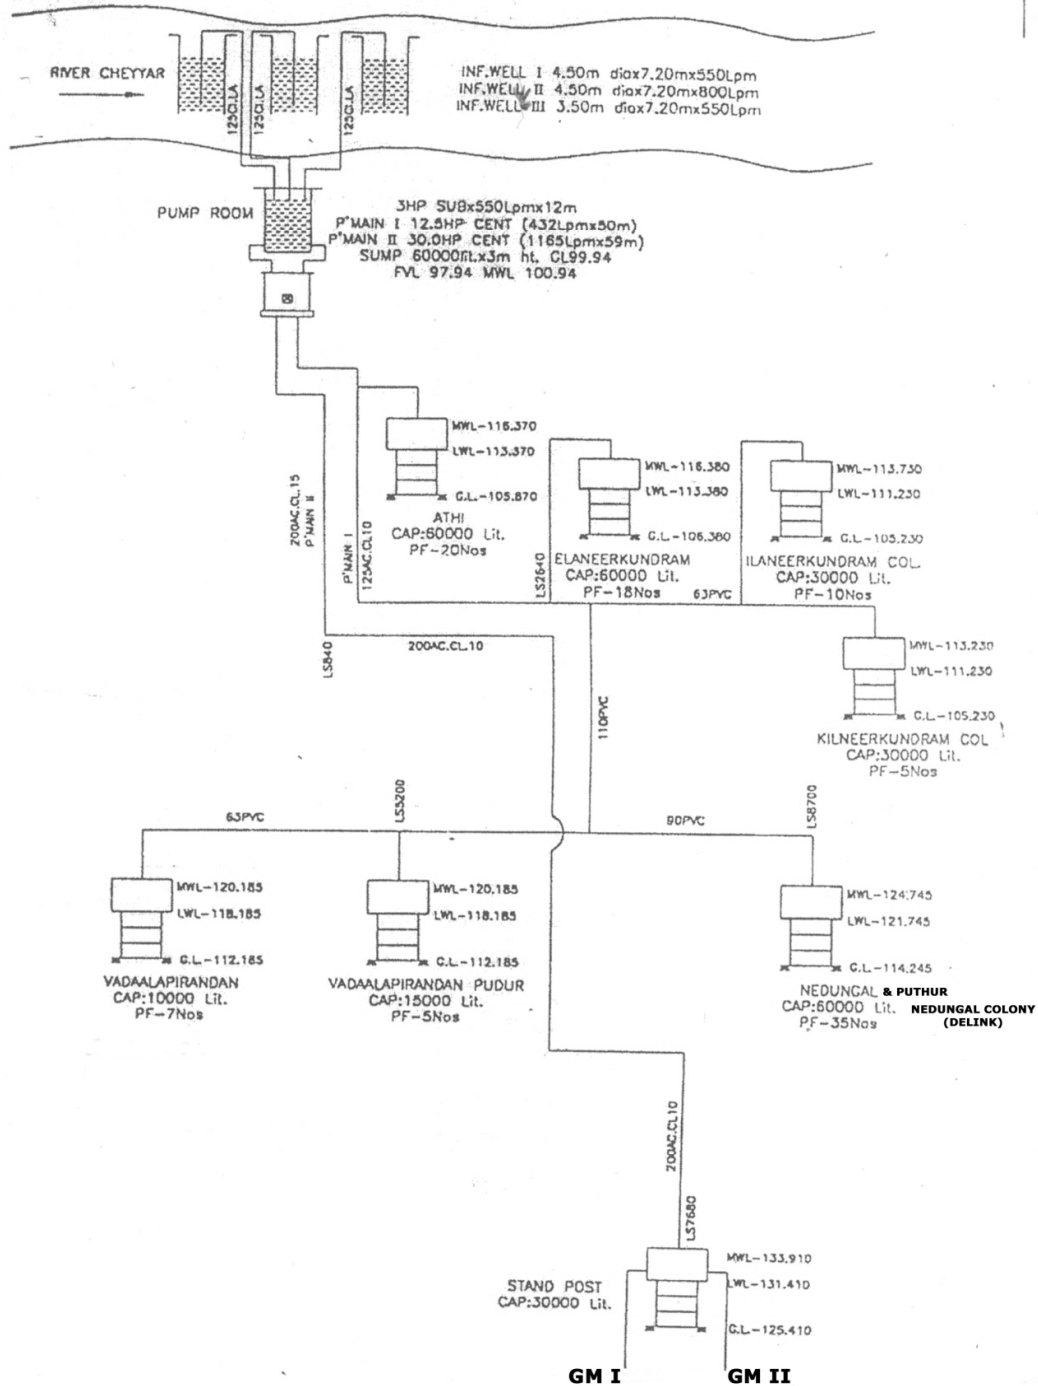 RIVER CHEYYAR
125CI.LA
125CI.LA
125CI.LA
INF.WELL I 4.50m diax7.20mx550Lpm
INF.WELL II 4.50m diax7.20mx800Lpm
INF.WELL III 3.50m diax7.20mx550Lpm
PUMP ROOM
3HP SUBx550Lpmx12m
P'MAIN I 12.5HP CENT (432Lpmx50m)
P'MAIN II 30.0HP CENT (1165Lpmx59m)
SUMP 60000lit.x3m ht. GL99.94
FVL 97.94 MWL 100.94
200AC.CL.15
P'MAIN II
P'MAIN I
125AC.CL10
MWL-116.370
LWL-113.370
G.L-105.870
ATHI
CAP:60000 Lit.
PF-20Nos
LS2640
MWL-116.380
LWL-113.380
G.L-106.380
ELANEERKUNDRAM
CAP:60000 Lit.
PF-18Nos
63PVC
MWL-113.730
LWL-111.230
G.L-105.230
ILANEERKUNDRAM COL.
CAP:30000 Lit.
PF-10Nos
LS840
200AC.CL.10
110PVC
MWL-113.230
LWL-111.230
G.L-105.230
KILNEERKUNDRAM COL
CAP:30000 Lit.
PF-5Nos
63PVC
LS5200
90PVC
LS8700
MWL-120.185
LWL-118.185
G.L-112.185
VADAALAPIRANDAN
CAP:10000 Lit.
PF-7Nos
MWL-120.185
LWL-118.185
G.L-112.185
VADAALAPIRANDAN PUDUR
CAP:15000 Lit.
PF-5Nos
MWL-124.745
LWL-121.745
G.L-114.245
NEDUNGAL & PUTHUR
CAP:60000 Lit. NEDUNGAL COLONY
PF-35Nos (DELINK)
200AC.CL10
LS7680
MWL-133.910
LWL-131.410
G.L-125.410
STAND POST
CAP:30000 Lit.
GM I GM II